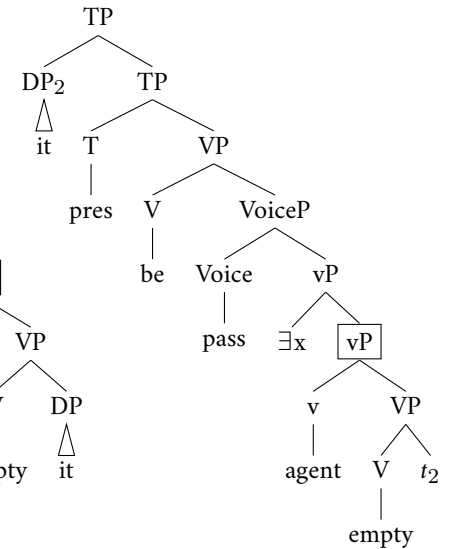 TP
DP2 TP
it T VP
pres V VoiceP
be Voice vP
VP pass ∃x vP
DP v VP
it agent V t2
empty